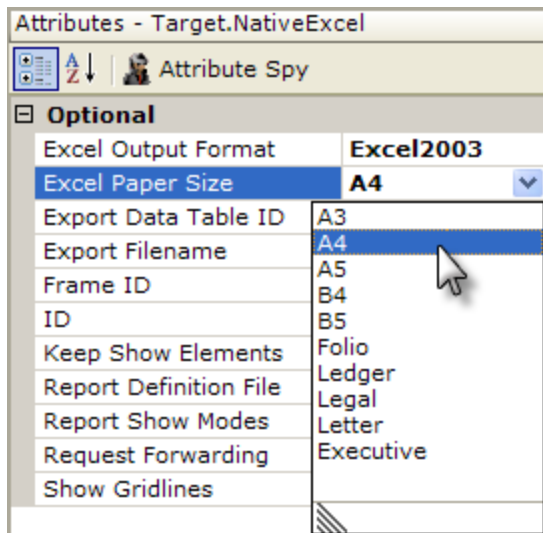 Attributes - Target.NativeExcel
A Z Attribute Spy
Optional
Excel Output Format Excel2003
Excel Paper Size A4
Export Data Table ID
Export Filename
Frame ID
ID
Keep Show Elements
Report Definition File
Report Show Modes
Request Forwarding
Show Gridlines
A3
A4
A5
B4
B5
Folio
Ledger
Legal
Letter
Executive